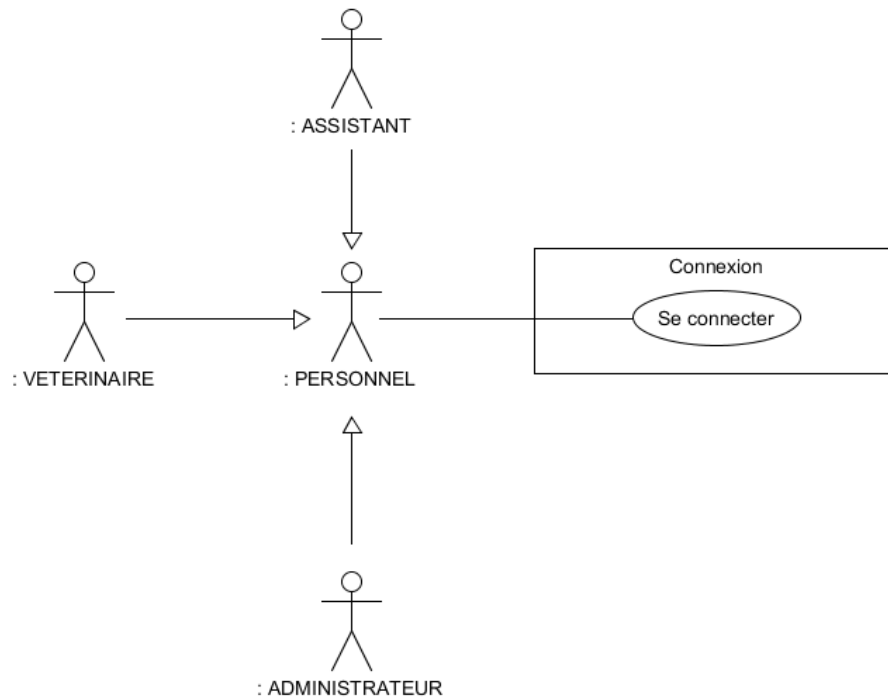 : ASSISTANT
Connexion
Se connecter
: VETERINAIRE
: PERSONNEL
: ADMINISTRATEUR